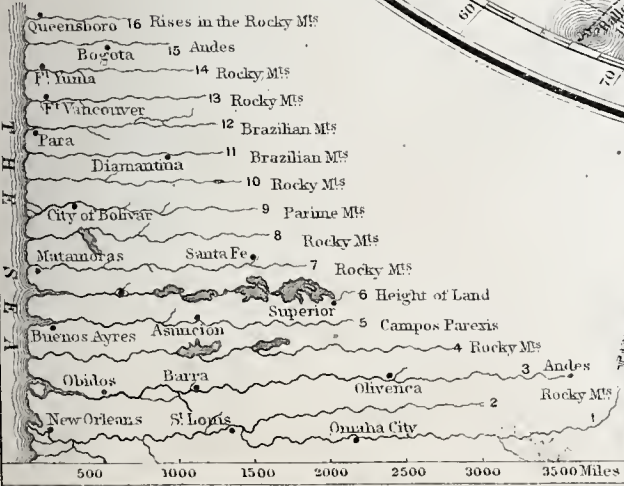 60
70
Queensboro 16 Rises in the Rocky Mts
Bogota 15 Andes
Ft Yuma 14 Rocky Mts
Ft Vancouver 13 Rocky Mts
Para 12 Brazilian Mts
Diamantina 11 Brazilian Mts
10 Rocky Mts
City of Bolivar 9 Parime Mts
8 Rocky Mts
Matamoras Santa Fe 7 Rocky Mts
Superior 6 Height of Land
Buenos Ayres Asuncion 5 Campos Parexis
4 Rocky Mts
Obidos Barra Olivenca 3 Andes
2 Rocky Mts
New Orleans St Louis Omaha City 1
THE SEA
500 1000 1500 2000 2500 3000 3500 Miles